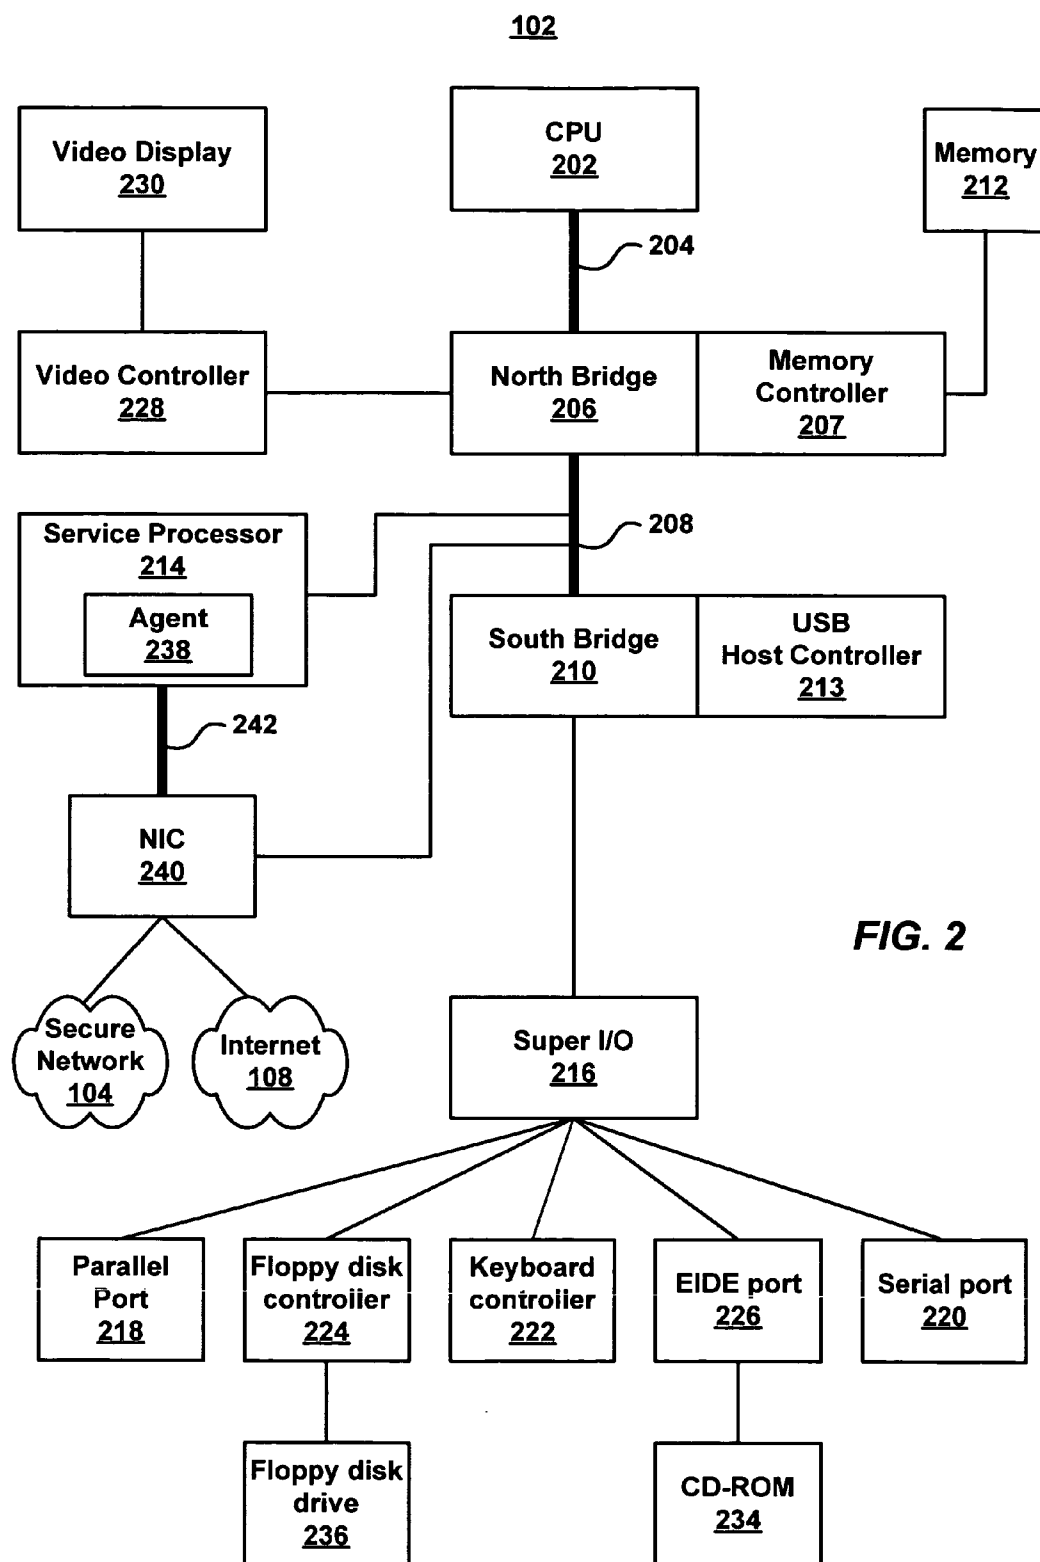 102
Video Display
230
CPU
202
Memory
212
204
Video Controller
228
North Bridge
206
Memory
Controller
207
Service Processor
214
Agent
238
208
South Bridge
210
USB
Host Controller
213
242
NIC
240
FIG. 2
Secure
Network
104
Internet
108
Super I/O
216
Parallel
Port
218
Floppy disk
controller
224
Keyboard
controller
222
EIDE port
226
Serial port
220
Floppy disk
drive
236
CD-ROM
234